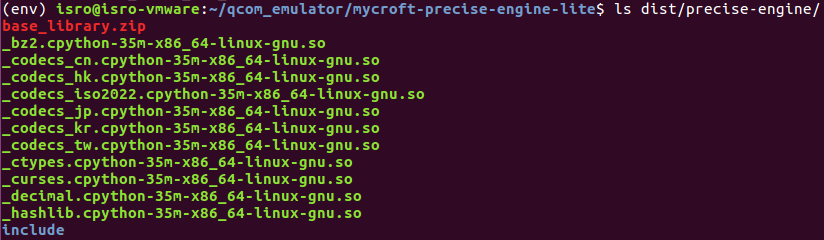 (env) isro@isro-vmware:~/qcom_emulator/mycroft-precise-engine-lite$ ls dist/precise-engine/
base_library.zip
_bz2.cpython-35m-x86_64-linux-gnu.so
_codecs_cn.cpython-35m-x86_64-linux-gnu.so
_codecs_hk.cpython-35m-x86_64-linux-gnu.so
_codecs_iso2022.cpython-35m-x86_64-linux-gnu.so
_codecs_jp.cpython-35m-x86_64-linux-gnu.so
_codecs_kr.cpython-35m-x86_64-linux-gnu.so
_codecs_tw.cpython-35m-x86_64-linux-gnu.so
_ctypes.cpython-35m-x86_64-linux-gnu.so
_curses.cpython-35m-x86_64-linux-gnu.so
_decimal.cpython-35m-x86_64-linux-gnu.so
_hashlib.cpython-35m-x86_64-linux-gnu.so
include